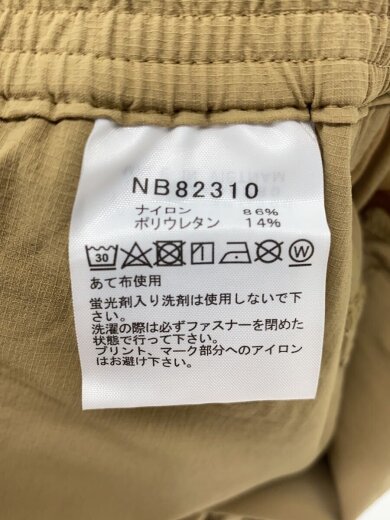 NB82310
ナイロン 86%
ポリウレタン 14%
30
あて布使用
蛍光剤入り洗剤は使用しないで下
さい。
洗濯の際は必ずファスナーを閉めた
状態で行って下さい。
プリント、マーク部分へのアイロン
はお避け下さい。